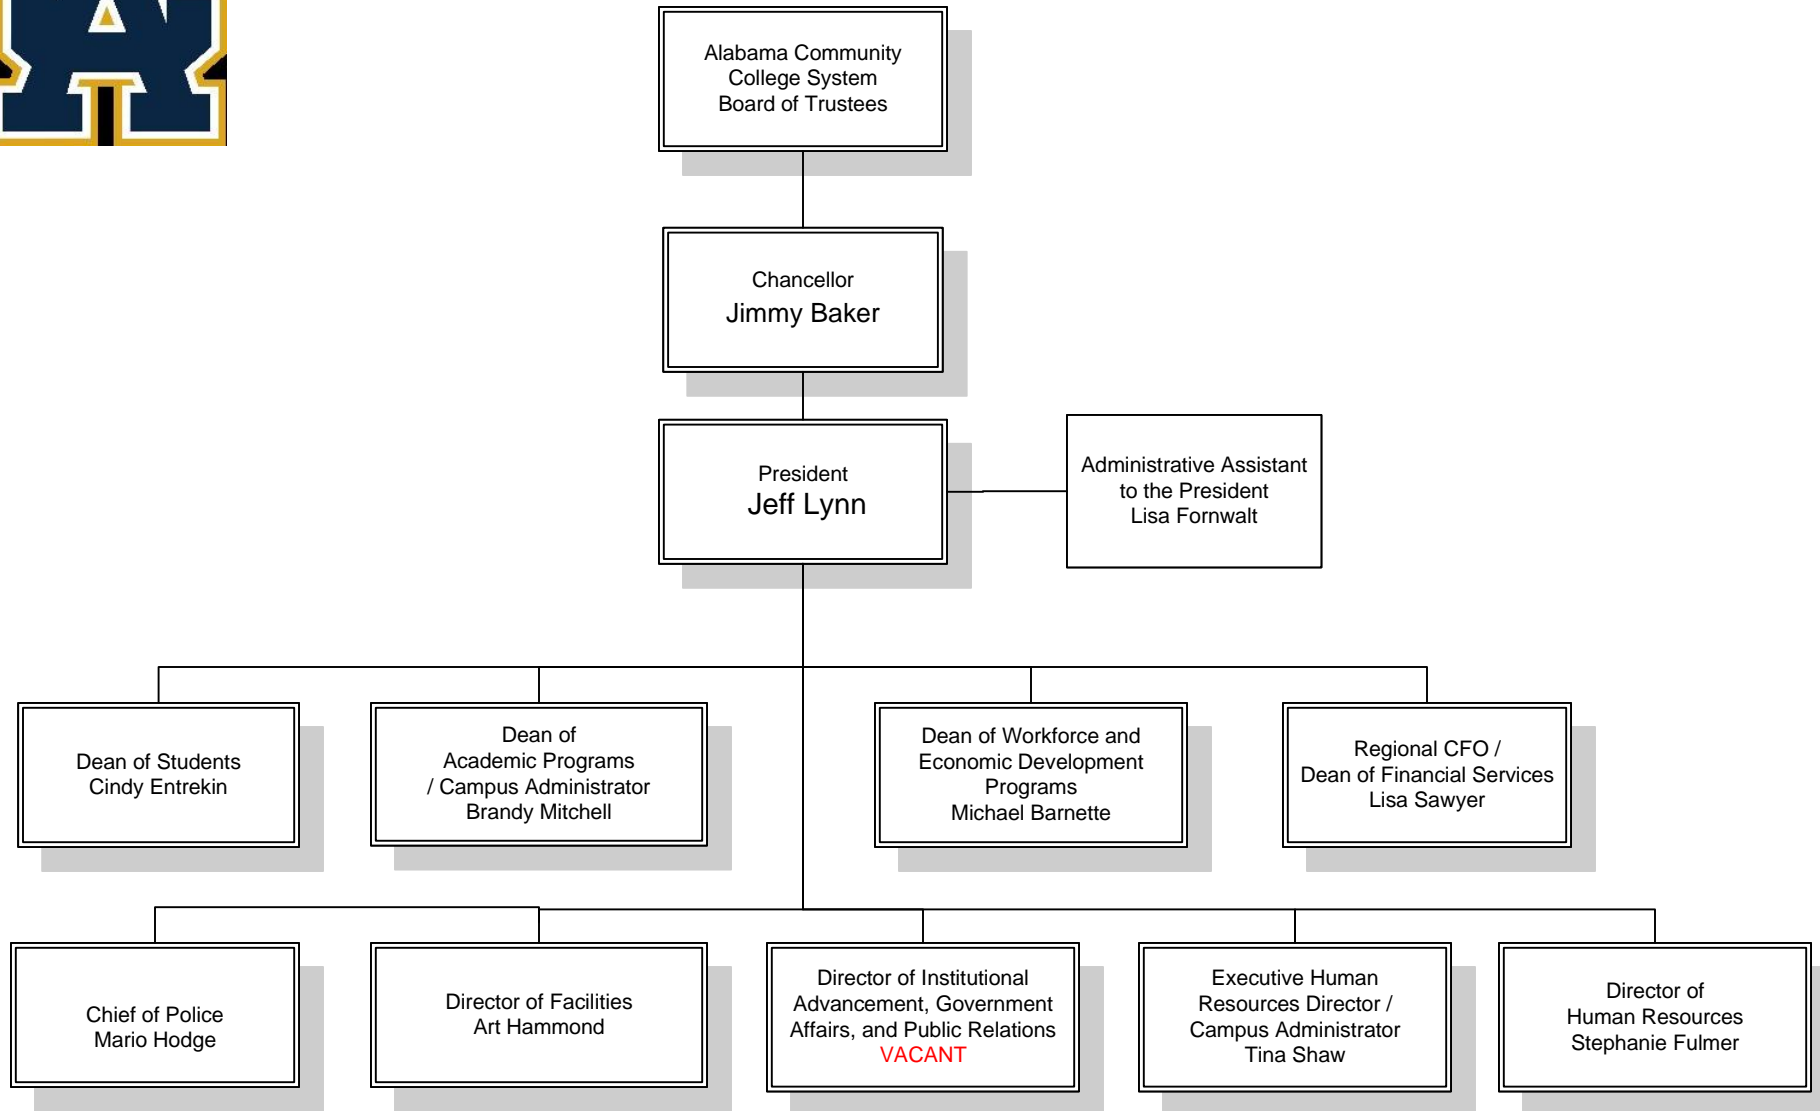 Alabama Community
College System
Board of Trustees
Chancellor
Jimmy Baker
President
Jeff Lynn
Administrative Assistant
to the President
Lisa Fornwalt
Dean of Students
Cindy Entrekin
Dean of
Academic Programs
/ Campus Administrator
Brandy Mitchell
Dean of Workforce and
Economic Development
Programs
Michael Barnette
Regional CFO /
Dean of Financial Services
Lisa Sawyer
Chief of Police
Mario Hodge
Director of Facilities
Art Hammond
Director of Institutional
Advancement, Government
Affairs, and Public Relations
VACANT
Executive Human
Resources Director /
Campus Administrator
Tina Shaw
Director of
Human Resources
Stephanie Fulmer